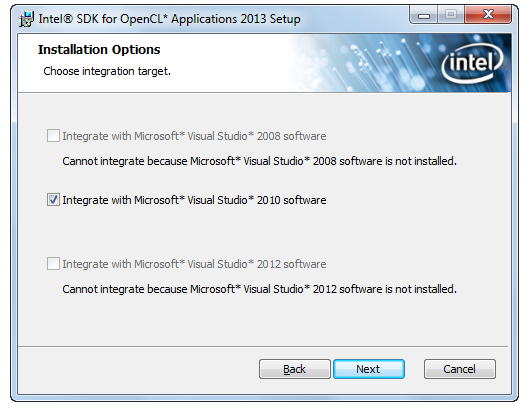 Intel® SDK for OpenCL* Applications 2013 Setup
Installation Options
Choose integration target.
intel
Integrate with Microsoft* Visual Studio* 2008 software
Cannot integrate because Microsoft* Visual Studio* 2008 software is not installed.
Integrate with Microsoft* Visual Studio* 2010 software
Integrate with Microsoft* Visual Studio* 2012 software
Cannot integrate because Microsoft* Visual Studio* 2012 software is not installed.
Back Next Cancel